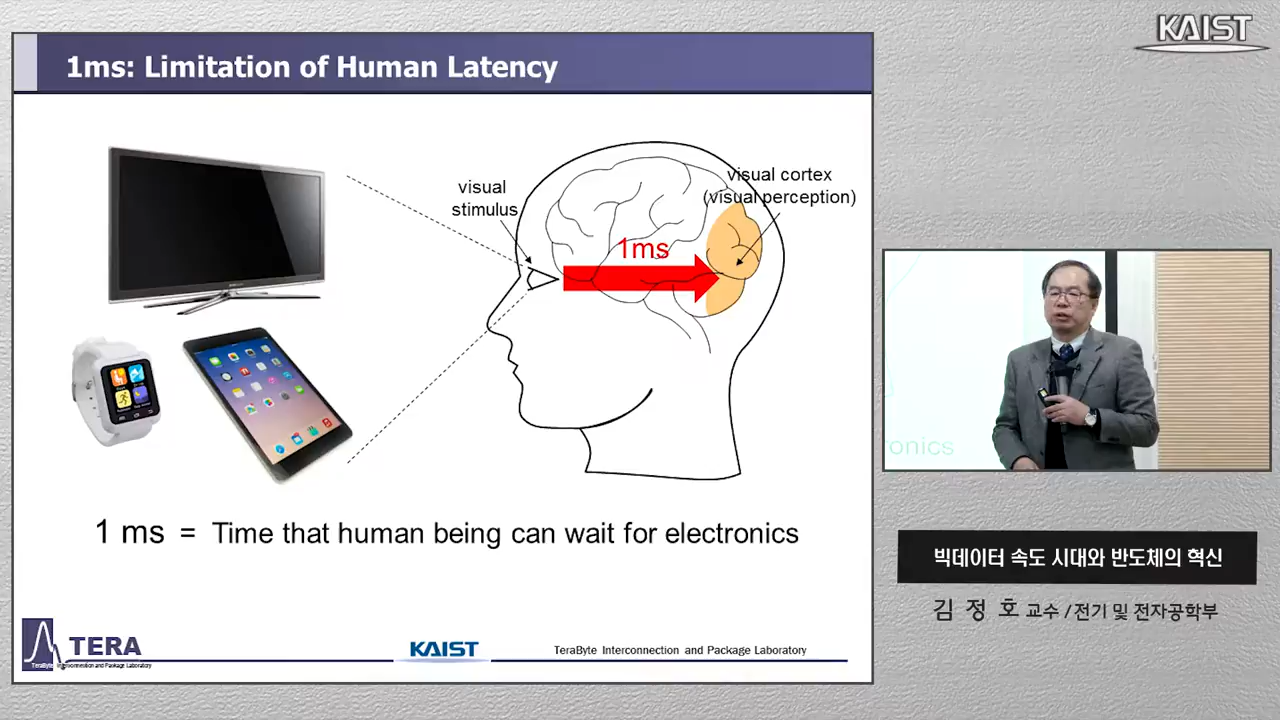 KAIST
1ms: Limitation of Human Latency
visual
stimulus
visual cortex
(visual perception)
1ms
1 ms = Time that human being can wait for electronics
TERA
TeraByte Interconnection and Package Laboratory
KAIST
TeraByte Interconnection and Package Laboratory
ronics
빅데이터 속도 시대와 반도체의 혁신
김 정 호 교수 / 전기 및 전자공학부